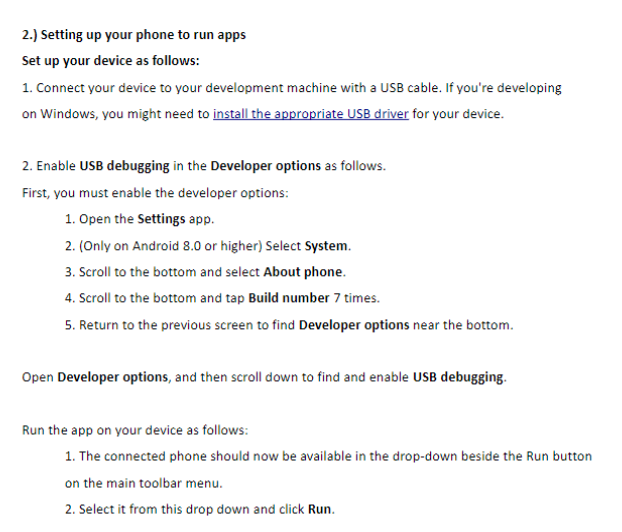 2.) Setting up your phone to run apps
Set up your device as follows:
1. Connect your device to your development machine with a USB cable. If you're developing
on Windows, you might need to install the appropriate USB driver for your device.
2. Enable USB debugging in the Developer options as follows.
First, you must enable the developer options:
1. Open the Settings app.
2. (Only on Android 8.0 or higher) Select System.
3. Scroll to the bottom and select About phone.
4. Scroll to the bottom and tap Build number 7 times.
5. Return to the previous screen to find Developer options near the bottom.
Open Developer options, and then scroll down to find and enable USB debugging.
Run the app on your device as follows:
1. The connected phone should now be available in the drop-down beside the Run button
on the main toolbar menu.
2. Select it from this drop down and click Run.